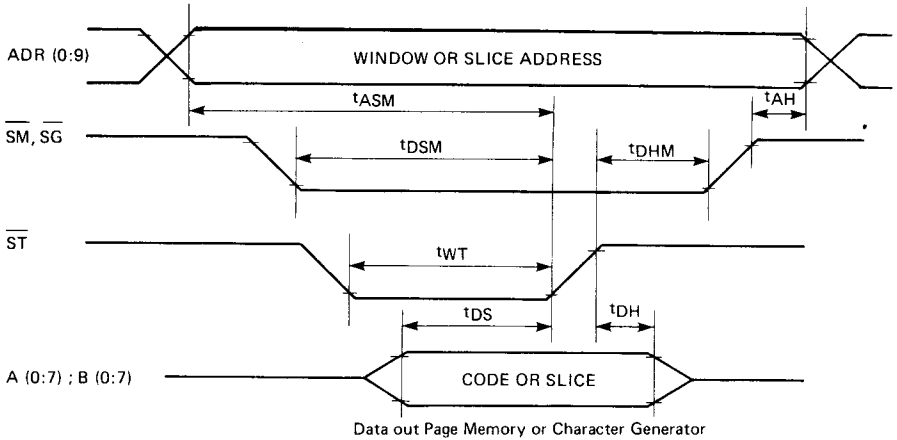 ADR (0:9)
WINDOW OR SLICE ADDRESS
tASM
tAH
SM, SG
tDSM
tDHM
ST
tWT
tDS
tDH
A (0:7) ; B (0:7)
CODE OR SLICE
Data out Page Memory or Character Generator